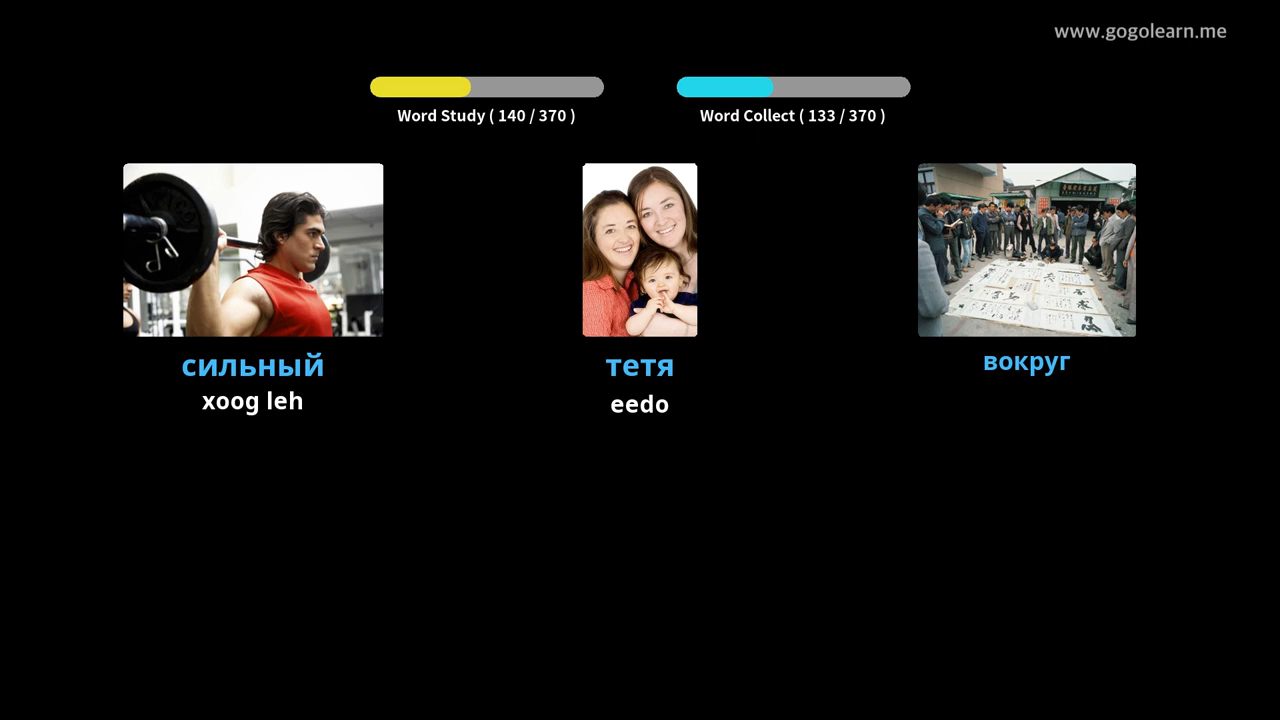 www.gogolearn.me
Word Study ( 140 / 370 )
Word Collect ( 133 / 370 )
сильный
xoog leh
тетя
eedo
вокруг